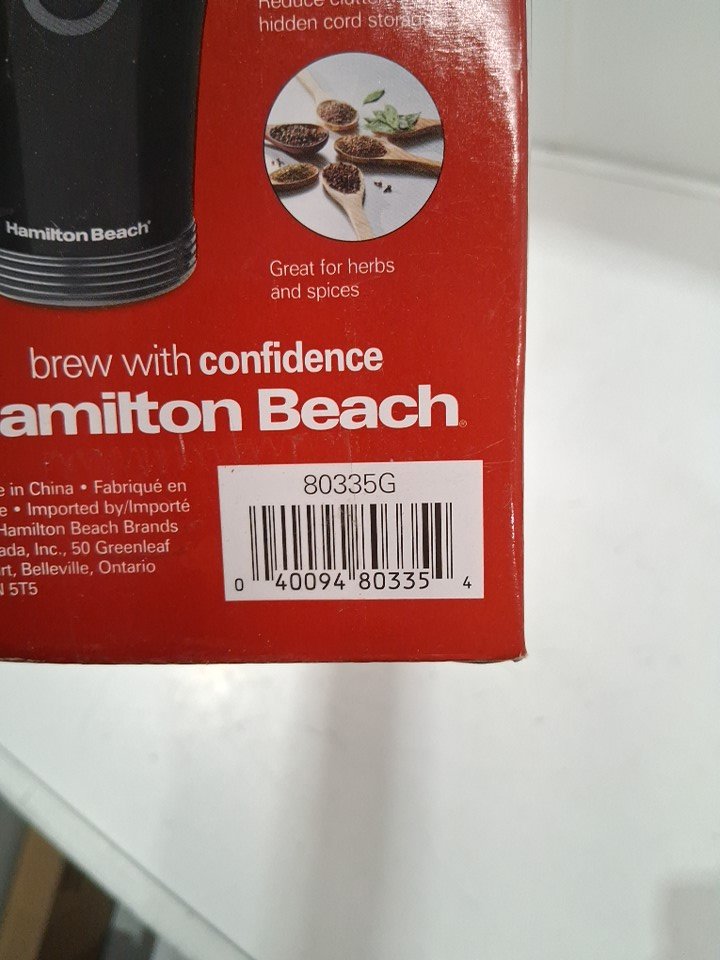 Reduce
hidden cord storage
Hamilton Beach
Great for herbs
and spices
brew with confidence
amilton Beach®
e in China • Fabriqué en
e • Imported by/Importé
Hamilton Beach Brands
ada, Inc., 50 Greenleaf
rt, Belleville, Ontario
5T5
80335G
0 40094 80335 4